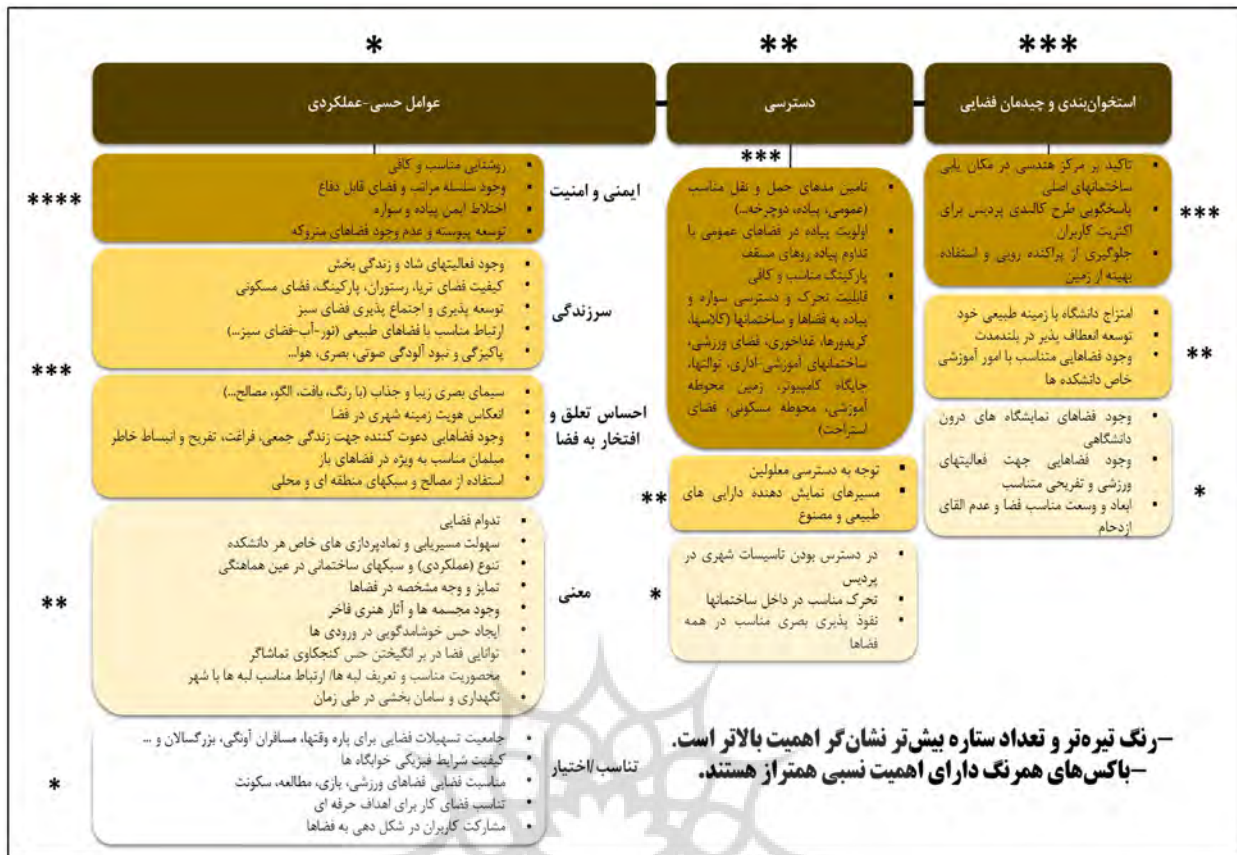 ***
**
*
استخوان‌بندی و چیدمان فضایی
دسترسی
عوامل حسی-عملکردی
***
▪ تاکید بر مرکز هندسی در مکان یابی
ساختمانهای اصلی
▪ پاسخگویی طرح کالبدی پردیس برای
اکثریت کاربران
▪ جلوگیری از پراکنده رویی و استفاده
بهینه از زمین
**
▪ امتزاج دانشگاه با زمینه طبیعی خود
▪ توسعه انعطاف پذیر در بلندمدت
▪ وجود فضاهایی متناسب با امور آموزشی
خاص دانشکده ها
*
▪ وجود فضاهای نمایشگاه های درون
دانشگاهی
▪ وجود فضاهایی جهت فعالیتهای
ورزشی و تفریحی متناسب
▪ ابعاد و وسعت مناسب فضا و عدم القای
ازدحام
***
▪ تامین مدهای حمل و نقل مناسب
(عمومی، پیاده، دوچرخه...)
▪ اولویت پیاده در فضاهای عمومی با
تداوم پیاده روهای مسقف
▪ پارکینگ مناسب و کافی
▪ قابلیت تحرک و دسترسی سواره و
پیاده به فضاها و ساختمانها (کلاسها،
کریدورها، غذاخوری، فضای ورزشی،
ساختمانهای آموزشی-اداری، توالتها،
جایگاه کامپیوتر، زمین محوطه
آموزشی، محوطه مسکونی، فضای
استراحت)
**
▪ توجه به دسترسی معلولین
▪ مسیرهای نمایش دهنده دارایی های
طبیعی و مصنوع
*
▪ در دسترس بودن تاسیسات شهری در
پردیس
▪ تحرک مناسب در داخل ساختمانها
▪ نفوذ پذیری بصری مناسب در همه
فضاها
ایمنی و امنیت
• روشنایی مناسب و کافی
• وجود سلسله مراتب و فضای قابل دفاع
• اختلاط ایمن پیاده و سواره
• توسعه پیوسته و عدم وجود فضاهای متروکه
****
سرزندگی
• وجود فعالیتهای شاد و زندگی بخش
• کیفیت فضای تریا، رستوران، پارکینگ، فضای مسکونی
• توسعه پذیری و اجتماع پذیری فضای سبز
• ارتباط مناسب با فضاهای طبیعی (نور-آب-فضای سبز...)
• پاکیزگی و نبود آلودگی صوتی، بصری، هوا...
***
احساس تعلق و
افتخار به فضا
• سیمای بصری زیبا و جذاب (با رنگ، بافت، الگو، مصالح...)
• انعکاس هویت زمینه شهری در فضا
• وجود فضاهایی دعوت کننده جهت زندگی جمعی، فراغت، تفریح و انبساط خاطر
• مبلمان مناسب به ویژه در فضاهای باز
• استفاده از مصالح و سبکهای منطقه ای و محلی
معنی
• تدوام فضایی
• سهولت مسیریابی و نمادپردازی های خاص هر دانشکده
• تنوع (عملکردی) و سبکهای ساختمانی در عین هماهنگی
• تمایز و وجه مشخصه در فضاها
• وجود مجسمه ها و آثار هنری فاخر
• ایجاد حس خوشامدگویی در ورودی ها
• توانایی فضا در بر انگیختن حس کنجکاوی تماشاگر
• محصوریت مناسب و تعریف لبه ها/ ارتباط مناسب لبه ها با شهر
• نگهداری و سامان بخشی در طی زمان
**
تناسب/اختیار
• جامعیت تسهیلات فضایی برای پاره وقتها، مسافران آونگی، بزرگسالان و ...
• کیفیت شرایط فیزیکی خوابگاه ها
• مناسبت فضایی فضاهای ورزشی، بازی، مطالعه، سکونت
• تناسب فضای کار برای اهداف حرفه ای
• مشارکت کاربران در شکل دهی به فضاها
*
-رنگ تیره‌تر و تعداد ستاره بیش‌تر نشان‌گر اهمیت بالاتر است.
-باکس‌های همرنگ دارای اهمیت نسبی همتراز هستند.